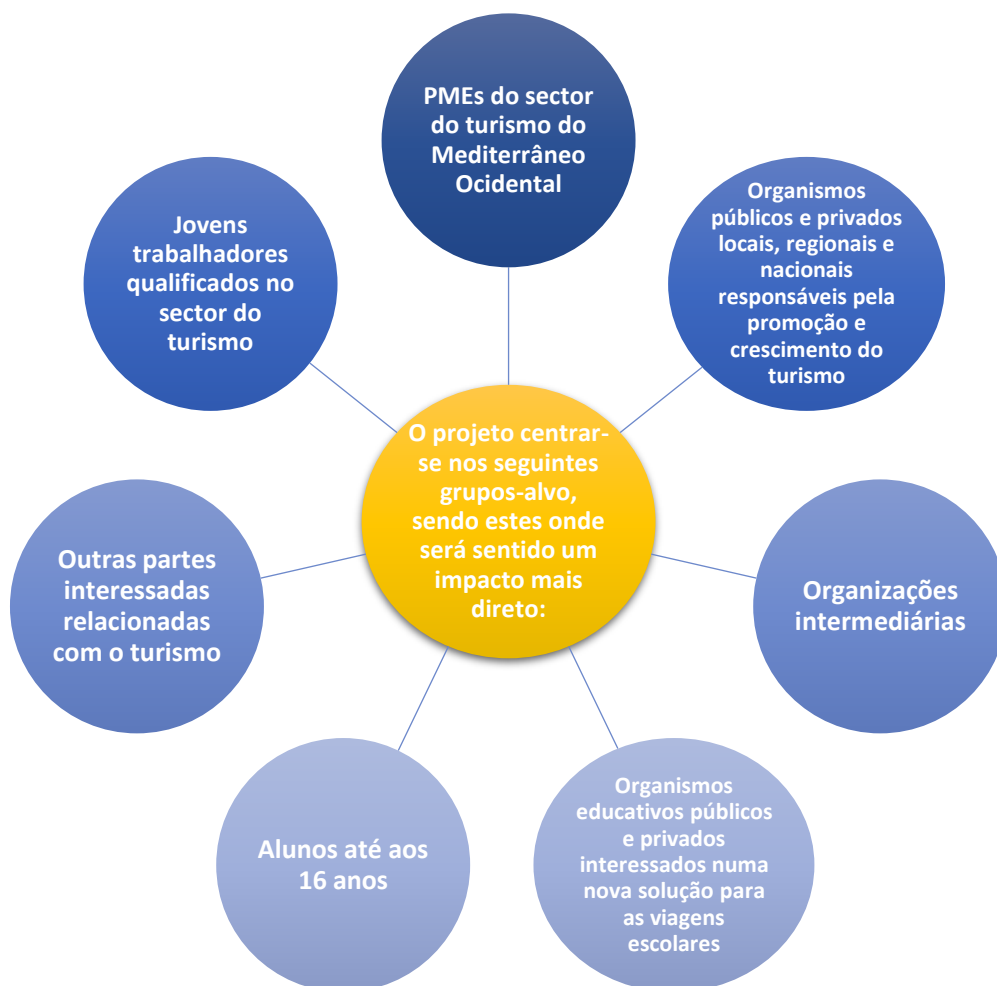 PMEs do sector
do turismo do
Mediterrâneo
Ocidental
Organismos
públicos e privados
locais, regionais e
nacionais
responsáveis pela
promoção e
crescimento do
turismo
Organizações
intermediárias
Organismos
educativos públicos
e privados
interessados numa
nova solução para
as viagens
escolares
Alunos até aos
16 anos
Outras partes
interessadas
relacionadas
com o turismo
Jovens
trabalhadores
qualificados no
sector do
turismo
O projeto centrar-
se nos seguintes
grupos-alvo,
sendo estes onde
será sentido um
impacto mais
direto: